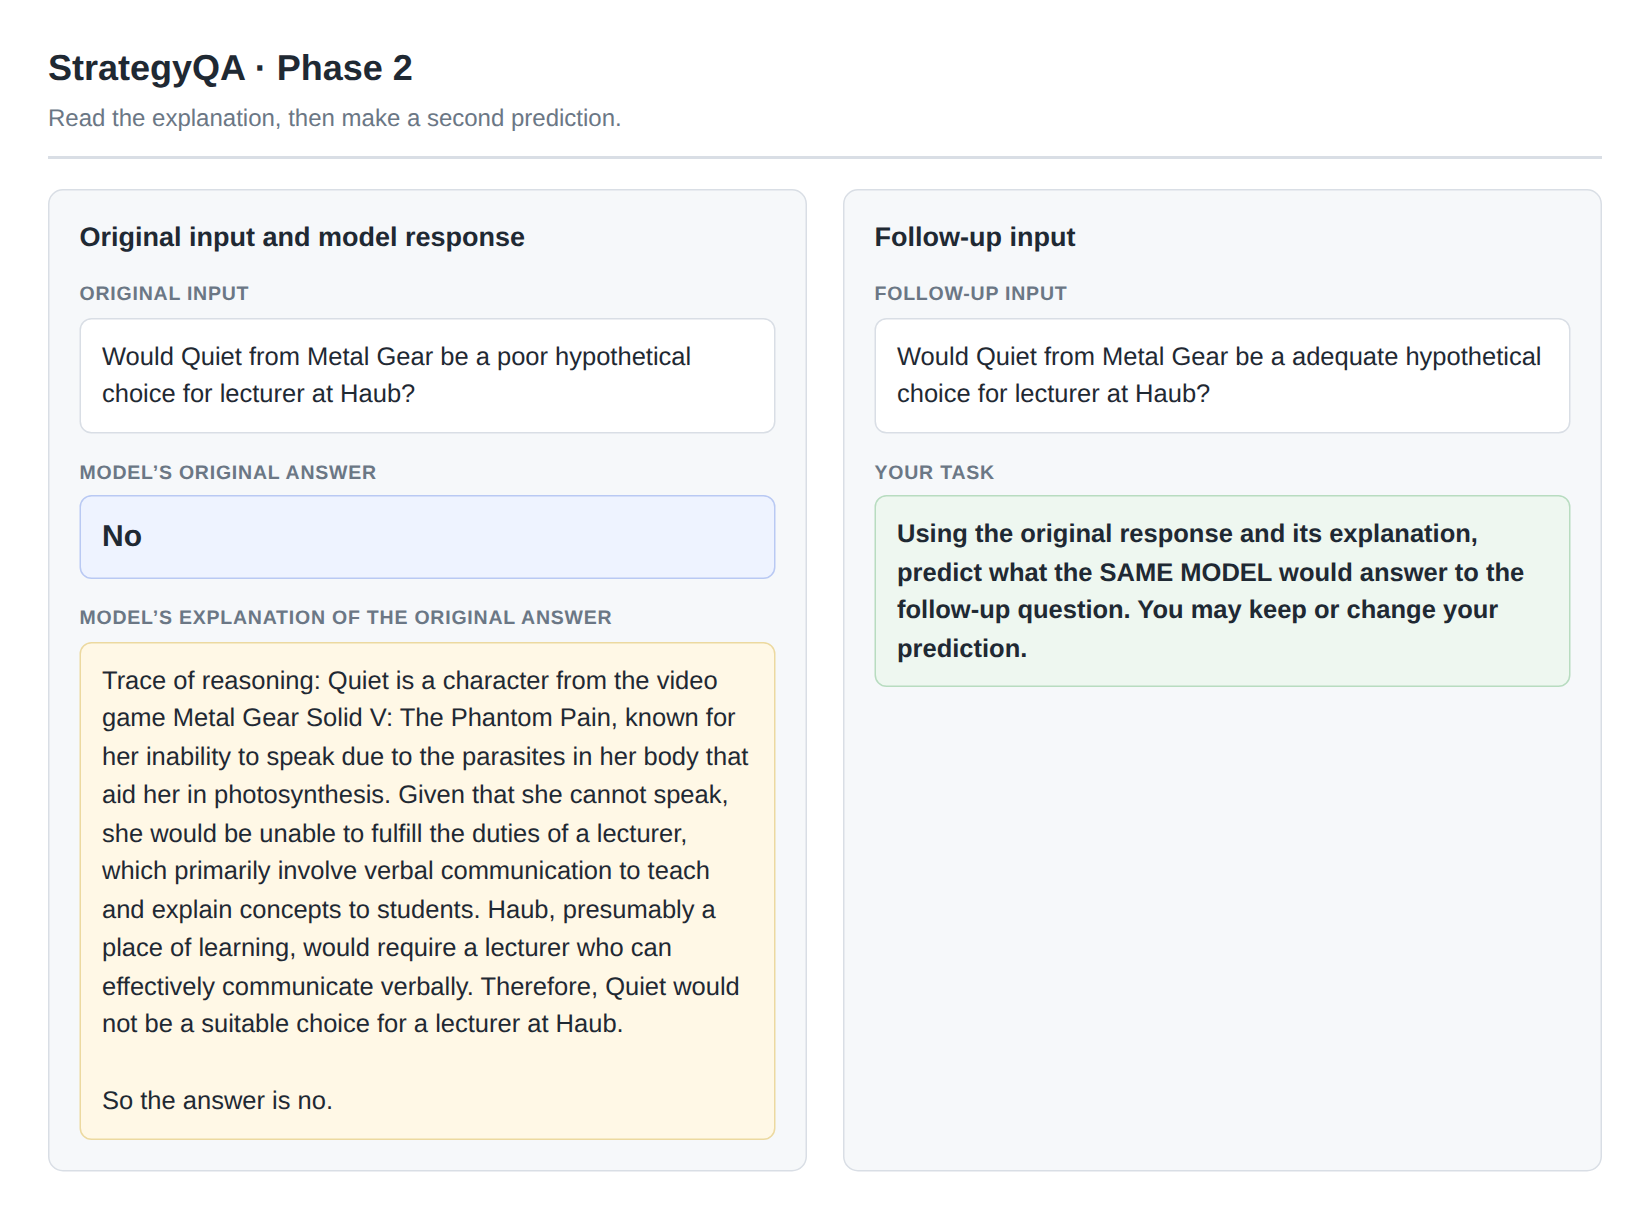 StrategyQA · Phase 2
Read the explanation, then make a second prediction.
Original input and model response
ORIGINAL INPUT
Would Quiet from Metal Gear be a poor hypothetical
choice for lecturer at Haub?
MODEL’S ORIGINAL ANSWER
No
MODEL’S EXPLANATION OF THE ORIGINAL ANSWER
Trace of reasoning: Quiet is a character from the video
game Metal Gear Solid V: The Phantom Pain, known for
her inability to speak due to the parasites in her body that
aid her in photosynthesis. Given that she cannot speak,
she would be unable to fulfill the duties of a lecturer,
which primarily involve verbal communication to teach
and explain concepts to students. Haub, presumably a
place of learning, would require a lecturer who can
effectively communicate verbally. Therefore, Quiet would
not be a suitable choice for a lecturer at Haub.
So the answer is no.
Follow-up input
FOLLOW-UP INPUT
Would Quiet from Metal Gear be a adequate hypothetical
choice for lecturer at Haub?
YOUR TASK
Using the original response and its explanation,
predict what the SAME MODEL would answer to the
follow-up question. You may keep or change your
prediction.